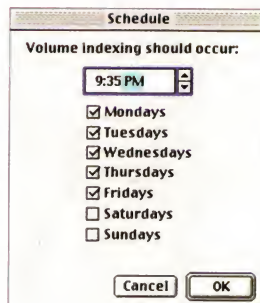 Schedule
Volume indexing should occur:
9:35 PM
Mondays
Tuesdays
Wednesdays
Thursdays
Fridays
Saturdays
Sundays
Cancel OK